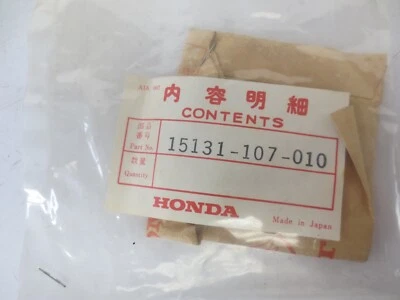 内容明細
CONTENTS
部品
番号
Part No.
15131-107-010
数量
Quantity
HONDA
Made in Japan